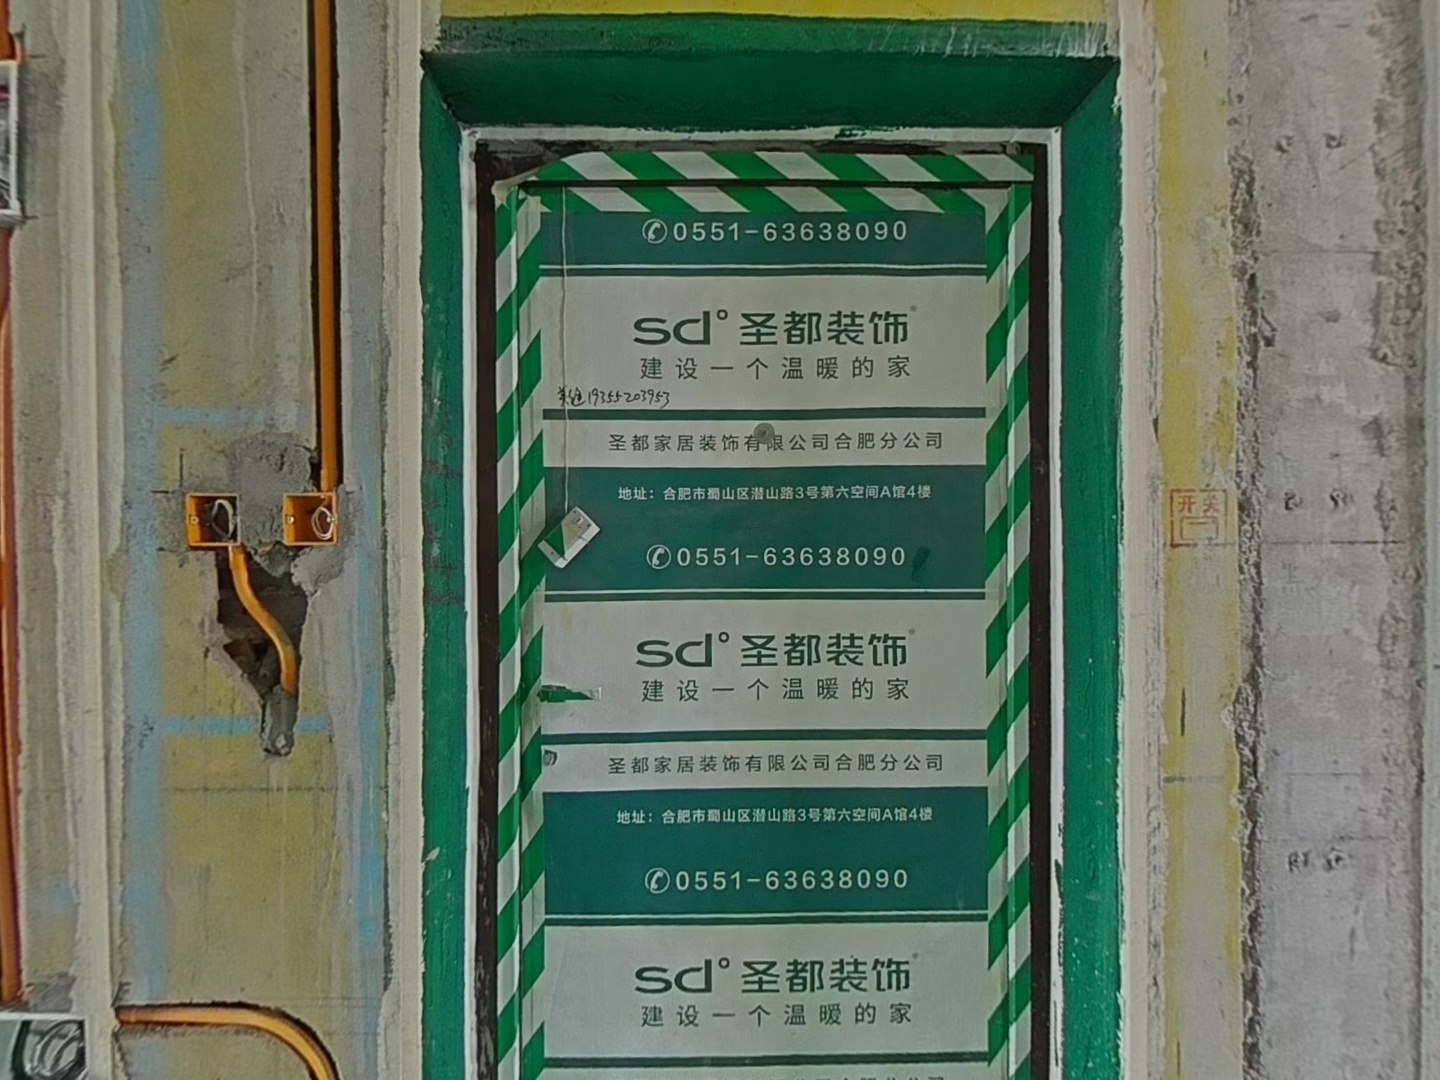 0551-63638090
sd°圣都装饰
建设一个温暖的家
19355203953
圣都家居装饰有限公司合肥分公司
地址：合肥市蜀山区潜山路3号第六空间A馆4楼
0551-63638090
开关
sd°圣都装饰
建设一个温暖的家
圣都家居装饰有限公司合肥分公司
地址：合肥市蜀山区潜山路3号第六空间A馆4楼
0551-63638090
sd°圣都装饰
建设一个温暖的家